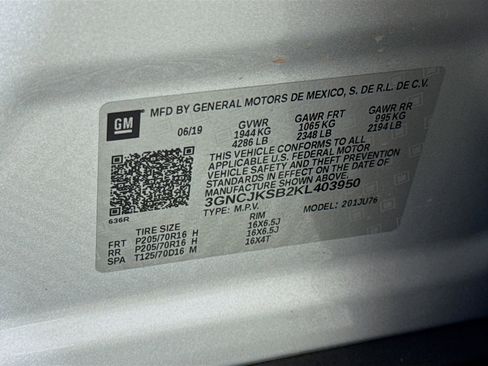 GM
MFD BY GENERAL MOTORS DE MEXICO, S. DE R.L. DE C.V.
06/19 GVWR GAWR FRT GAWR RR
1944 KG 1065 KG 995 KG
4286 LB 2348 LB 2194 LB
THIS VEHICLE CONFORMS TO ALL
APPLICABLE U.S. FEDERAL MOTOR
VEHICLE SAFETY AND THEFT PREVENTION
STANDARDS IN EFFECT ON THE DATE OF
MANUFACTURE SHOWN ABOVE.
3GNCJKSB2KL403950
TYPE: M.P.V. MODEL: 201JU76
636R
TIRE SIZE RIM
FRT P205/70R16 H 16X6.5J
RR P205/70R16 H 16X6.5J
SPA T125/70D16 M 16X4T